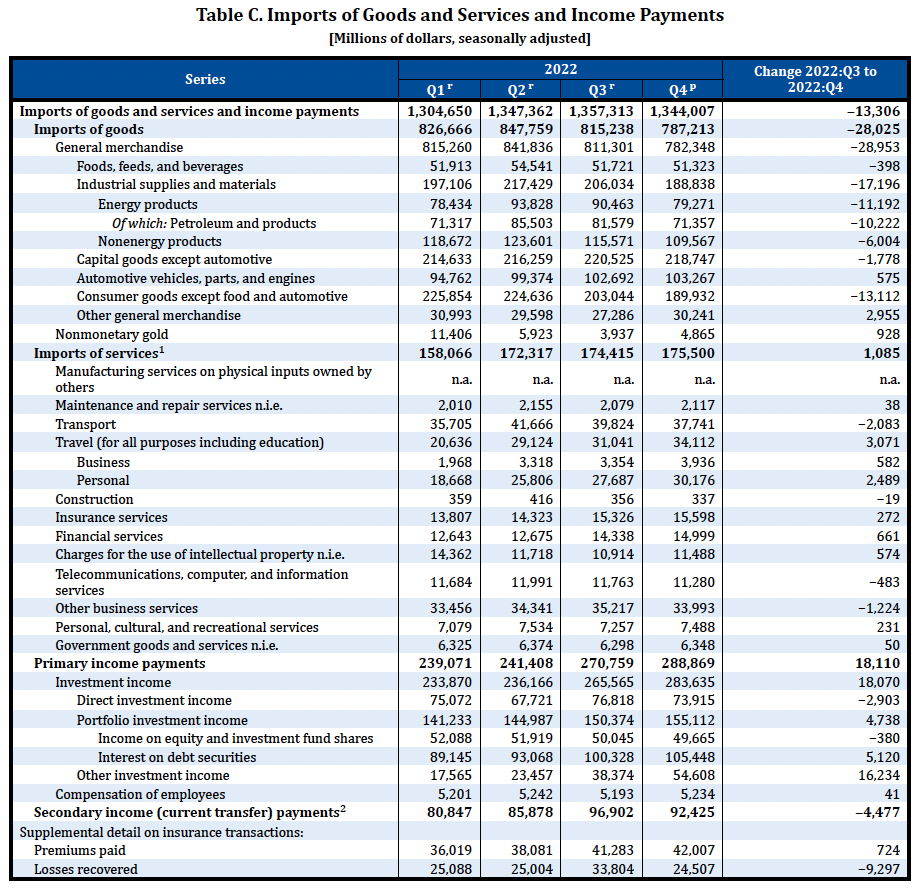 Table C. Imports of Goods and Services and Income Payments
[Millions of dollars, seasonally adjusted]
Series 2022 Change 2022:Q3 to 2022:Q4
Q1 r Q2 r Q3 r Q4 p
Imports of goods and services and income payments 1,304,650 1,347,362 1,357,313 1,344,007 −13,306
Imports of goods 826,666 847,759 815,238 787,213 −28,025
General merchandise 815,260 841,836 811,301 782,348 −28,953
Foods, feeds, and beverages 51,913 54,541 51,721 51,323 −398
Industrial supplies and materials 197,106 217,429 206,034 188,838 −17,196
Energy products 78,434 93,828 90,463 79,271 −11,192
Of which: Petroleum and products 71,317 85,503 81,579 71,357 −10,222
Nonenergy products 118,672 123,601 115,571 109,567 −6,004
Capital goods except automotive 214,633 216,259 220,525 218,747 −1,778
Automotive vehicles, parts, and engines 94,762 99,374 102,692 103,267 575
Consumer goods except food and automotive 225,854 224,636 203,044 189,932 −13,112
Other general merchandise 30,993 29,598 27,286 30,241 2,955
Nonmonetary gold 11,406 5,923 3,937 4,865 928
Imports of services1 158,066 172,317 174,415 175,500 1,085
Manufacturing services on physical inputs owned by
others n.a. n.a. n.a. n.a. n.a.
Maintenance and repair services n.i.e. 2,010 2,155 2,079 2,117 38
Transport 35,705 41,666 39,824 37,741 −2,083
Travel (for all purposes including education) 20,636 29,124 31,041 34,112 3,071
Business 1,968 3,318 3,354 3,936 582
Personal 18,668 25,806 27,687 30,176 2,489
Construction 359 416 356 337 −19
Insurance services 13,807 14,323 15,326 15,598 272
Financial services 12,643 12,675 14,338 14,999 661
Charges for the use of intellectual property n.i.e. 14,362 11,718 10,914 11,488 574
Telecommunications, computer, and information
services 11,684 11,991 11,763 11,280 −483
Other business services 33,456 34,341 35,217 33,993 −1,224
Personal, cultural, and recreational services 7,079 7,534 7,257 7,488 231
Government goods and services n.i.e. 6,325 6,374 6,298 6,348 50
Primary income payments 239,071 241,408 270,759 288,869 18,110
Investment income 233,870 236,166 265,565 283,635 18,070
Direct investment income 75,072 67,721 76,818 73,915 −2,903
Portfolio investment income 141,233 144,987 150,374 155,112 4,738
Income on equity and investment fund shares 52,088 51,919 50,045 49,665 −380
Interest on debt securities 89,145 93,068 100,328 105,448 5,120
Other investment income 17,565 23,457 38,374 54,608 16,234
Compensation of employees 5,201 5,242 5,193 5,234 41
Secondary income (current transfer) payments2 80,847 85,878 96,902 92,425 −4,477
Supplemental detail on insurance transactions:
Premiums paid 36,019 38,081 41,283 42,007 724
Losses recovered 25,088 25,004 33,804 24,507 −9,297